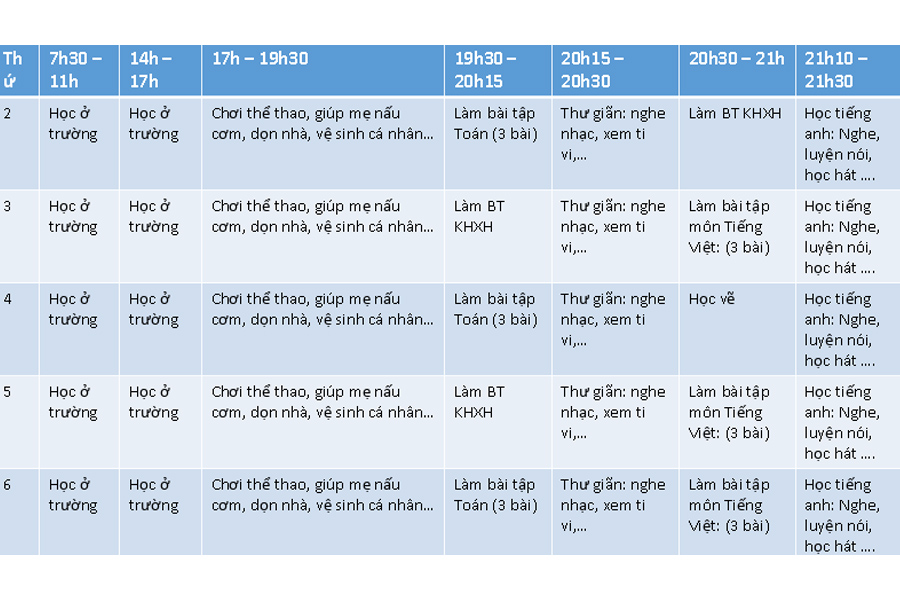 Th
ứ
7h30 –
11h
14h –
17h
17h – 19h30
19h30 –
20h15
20h15 –
20h30
20h30 – 21h
21h10 –
21h30
2
Học ở
trường
Học ở
trường
Chơi thể thao, giúp mẹ nấu
cơm, dọn nhà, vệ sinh cá nhân...
Làm bài tập
Toán (3 bài)
Thư giãn: nghe
nhạc, xem ti
vi,...
Làm BT KHXH
Học tiếng
anh: Nghe,
luyện nói,
học hát ....
3
Học ở
trường
Học ở
trường
Chơi thể thao, giúp mẹ nấu
cơm, dọn nhà, vệ sinh cá nhân...
Làm BT
KHXH
Thư giãn: nghe
nhạc, xem ti
vi,...
Làm bài tập
môn Tiếng
Việt: (3 bài)
Học tiếng
anh: Nghe,
luyện nói,
học hát ....
4
Học ở
trường
Học ở
trường
Chơi thể thao, giúp mẹ nấu
cơm, dọn nhà, vệ sinh cá nhân...
Làm bài tập
Toán (3 bài)
Thư giãn: nghe
nhạc, xem ti
vi,...
Học vẽ
Học tiếng
anh: Nghe,
luyện nói,
học hát ....
5
Học ở
trường
Học ở
trường
Chơi thể thao, giúp mẹ nấu
cơm, dọn nhà, vệ sinh cá nhân...
Làm BT
KHXH
Thư giãn: nghe
nhạc, xem ti
vi,...
Làm bài tập
môn Tiếng
Việt: (3 bài)
Học tiếng
anh: Nghe,
luyện nói,
học hát ....
6
Học ở
trường
Học ở
trường
Chơi thể thao, giúp mẹ nấu
cơm, dọn nhà, vệ sinh cá nhân...
Làm bài tập
Toán (3 bài)
Thư giãn: nghe
nhạc, xem ti
vi,...
Làm bài tập
môn Tiếng
Việt: (3 bài)
Học tiếng
anh: Nghe,
luyện nói,
học hát ....